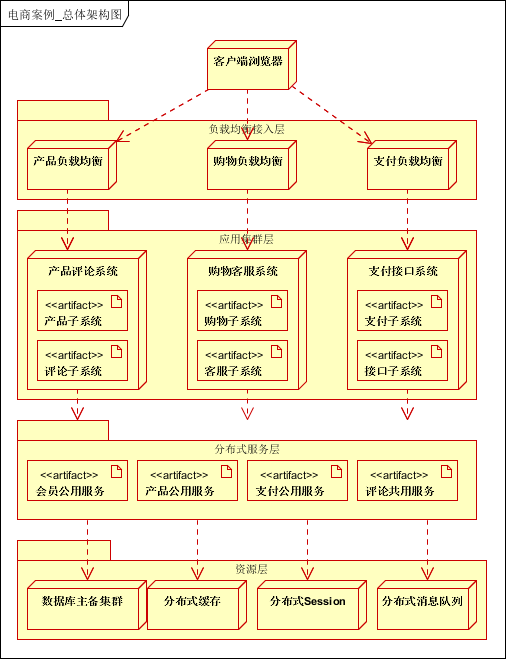 电商案例_总体架构图
客户端浏览器
负载均衡接入层
产品负载均衡
购物负载均衡
支付负载均衡
应用集群层
产品评论系统
购物客服系统
支付接口系统
<<artifact>>
产品子系统
<<artifact>>
购物子系统
<<artifact>>
支付子系统
<<artifact>>
评论子系统
<<artifact>>
客服子系统
<<artifact>>
接口子系统
分布式服务层
<<artifact>>
会员公用服务
<<artifact>>
产品公用服务
<<artifact>>
支付公用服务
<<artifact>>
评论共用服务
资源层
数据库主备集群
分布式缓存
分布式Session
分布式消息队列